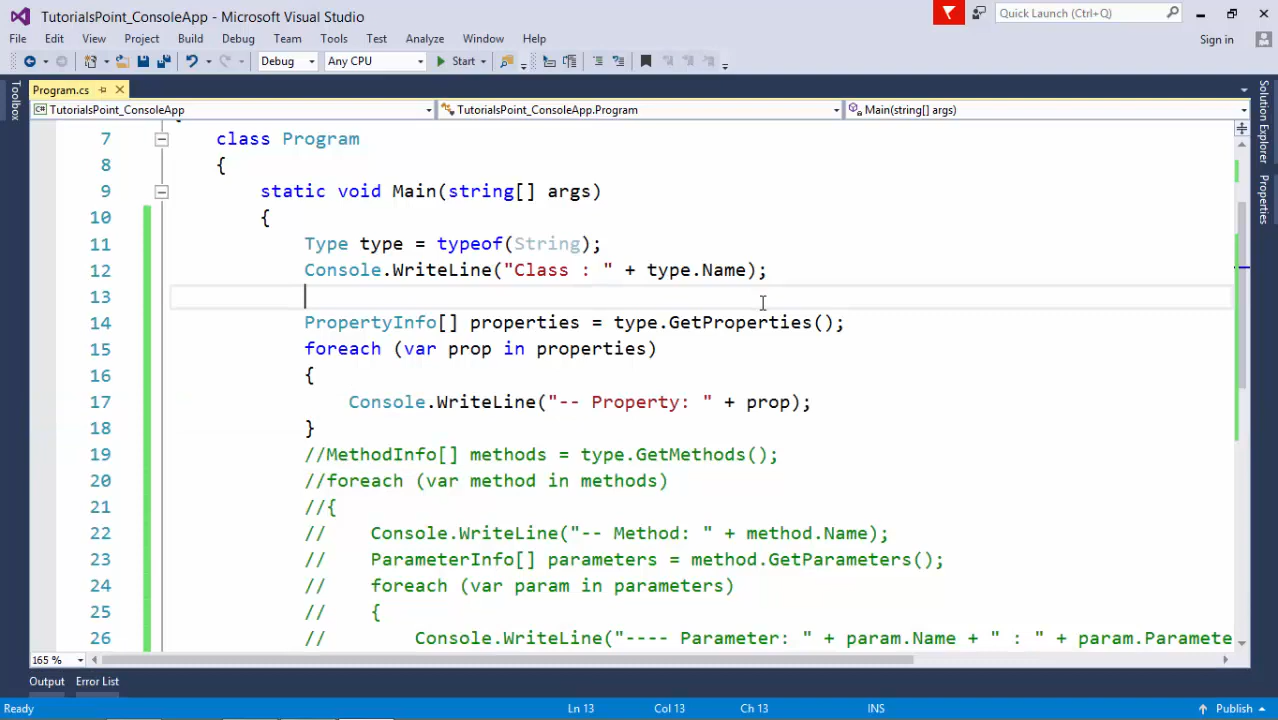 TutorialsPoint_ConsoleApp - Microsoft Visual Studio
Quick Launch (Ctrl+Q)
File Edit View Project Build Debug Team Tools Test Analyze Window Help
Sign in
Debug Any CPU Start
Program.cs
TutorialsPoint_ConsoleApp TutorialsPoint_ConsoleApp.Program Main(string[] args)
Toolbox
Solution Explorer
Properties
7 class Program
8 {
9 static void Main(string[] args)
10 {
11 Type type = typeof(String);
12 Console.WriteLine("Class : " + type.Name);
13
14 PropertyInfo[] properties = type.GetProperties();
15 foreach (var prop in properties)
16 {
17 Console.WriteLine("-- Property: " + prop);
18 }
19 //MethodInfo[] methods = type.GetMethods();
20 //foreach (var method in methods)
21 //{
22 // Console.WriteLine("-- Method: " + method.Name);
23 // ParameterInfo[] parameters = method.GetParameters();
24 // foreach (var param in parameters)
25 // {
26 // Console.WriteLine("---- Parameter: " + param.Name + " : " + param.Paramete
165 %
Output Error List
Ready Ln 13 Col 13 Ch 13 INS Publish